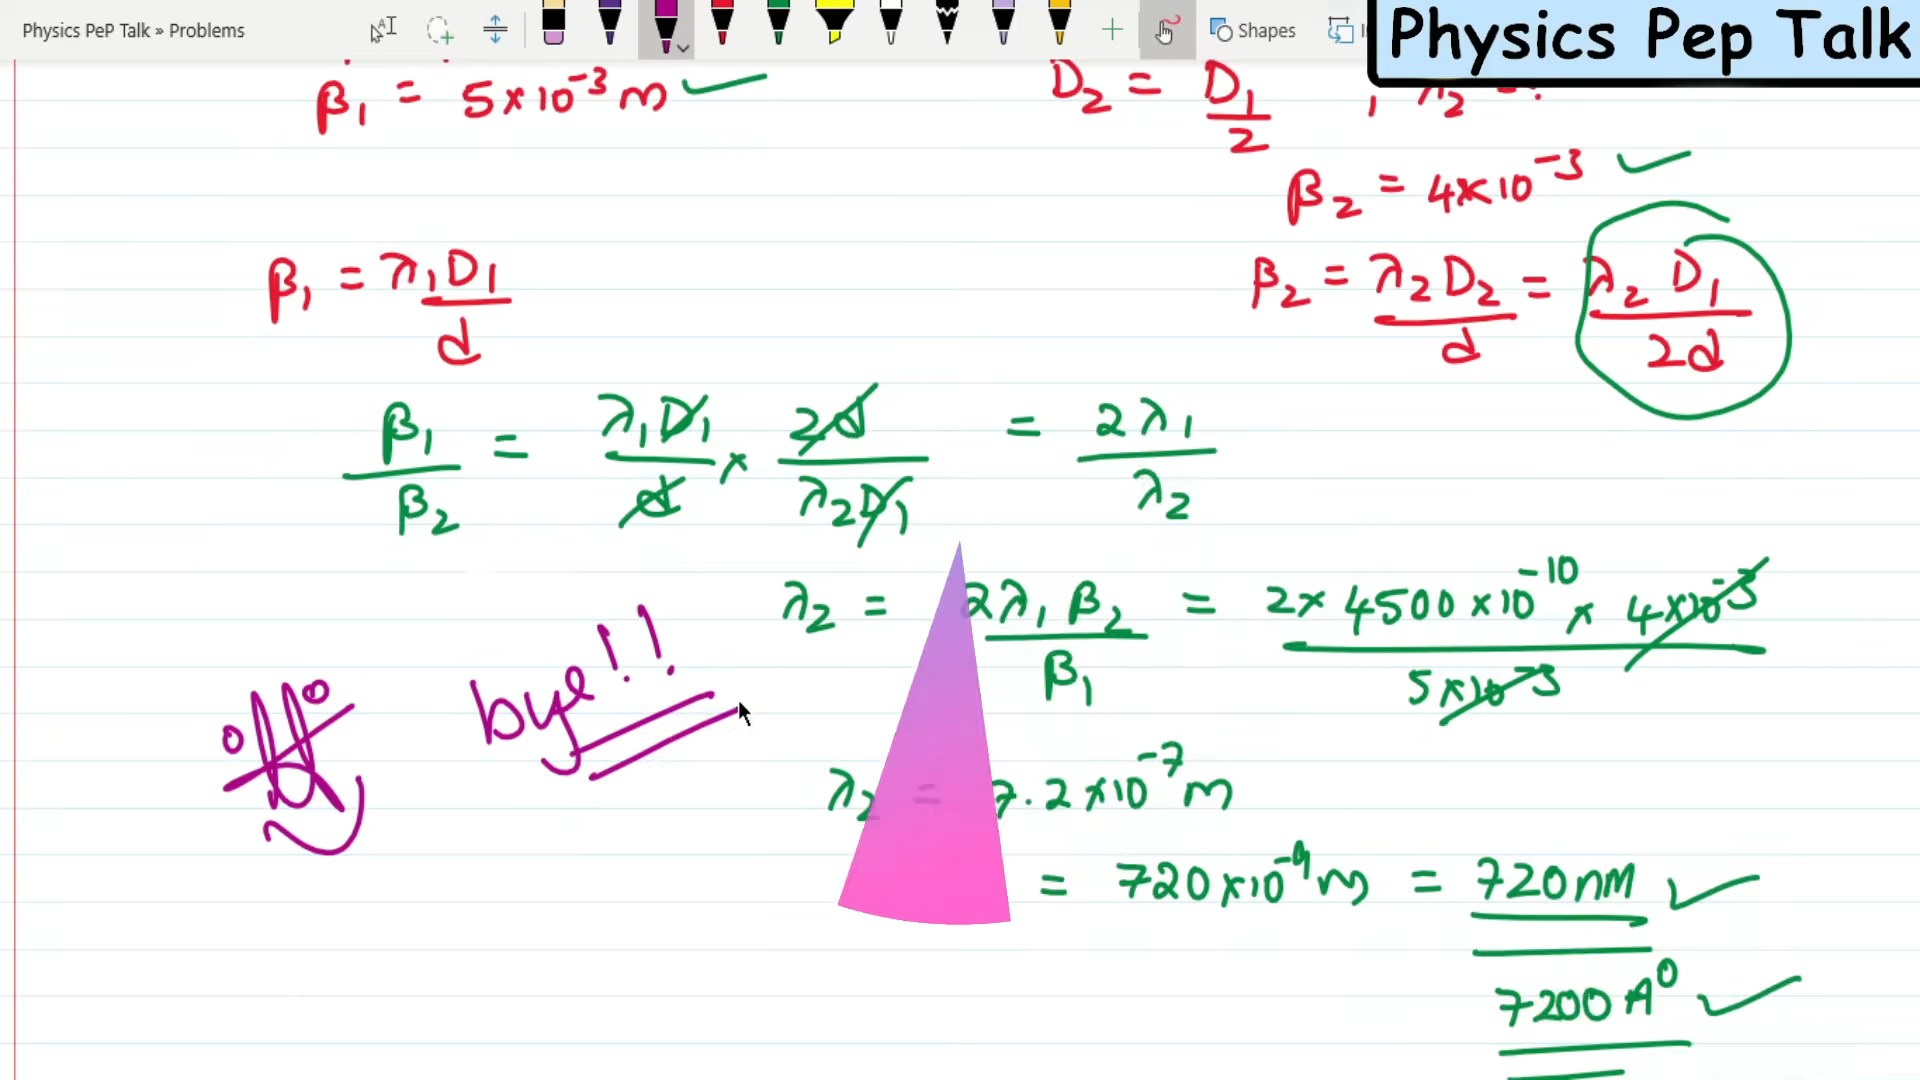 Physics PeP Talk » Problems
Shapes
Physics Pep Talk
β₁ = 5×10⁻³ m
D₂ = D₁/2 , λ₂ = ?
β₂ = 4×10⁻³
β₁ = λ₁D₁/d
β₂ = λ₂D₂/d = λ₂D₁/2d
β₁/β₂ = λ₁D₁/d × 2d/λ₂D₁ = 2λ₁/λ₂
λ₂ = 2λ₁β₂/β₁ = 2×4500×10⁻¹⁰×4×10⁻³/5×10⁻³
bye!!
λ₂ = 7.2×10⁻⁷ m
= 720×10⁻⁹ m = 720nm
7200 A⁰